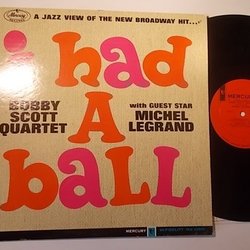 Mercury
A JAZZ VIEW OF THE NEW BROADWAY HIT...
i
had
BOBBY
SCOTT
QUARTET
A
with GUEST STAR
MICHEL
LEGRAND
ball
MERCURY
MERCURY